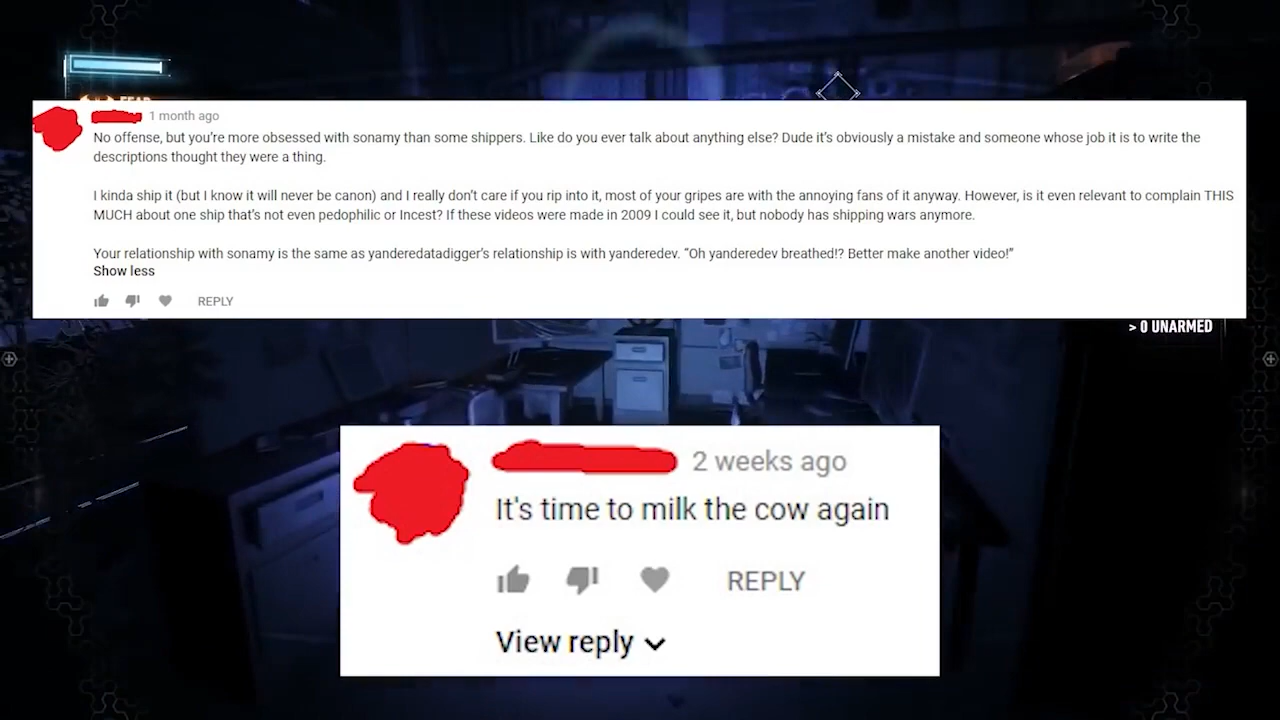 FEAR
1 month ago
No offense, but you’re more obsessed with sonamy than some shippers. Like do you ever talk about anything else? Dude it’s obviously a mistake and someone whose job it is to write the
descriptions thought they were a thing.
I kinda ship it (but I know it will never be canon) and I really don’t care if you rip into it, most of your gripes are with the annoying fans of it anyway. However, is it even relevant to complain THIS
MUCH about one ship that’s not even pedophilic or Incest? If these videos were made in 2009 I could see it, but nobody has shipping wars anymore.
Your relationship with sonamy is the same as yanderedatadigger’s relationship is with yanderedev. “Oh yanderedev breathed!? Better make another video!”
Show less
REPLY
> 0 UNARMED
2 weeks ago
It's time to milk the cow again
REPLY
View reply